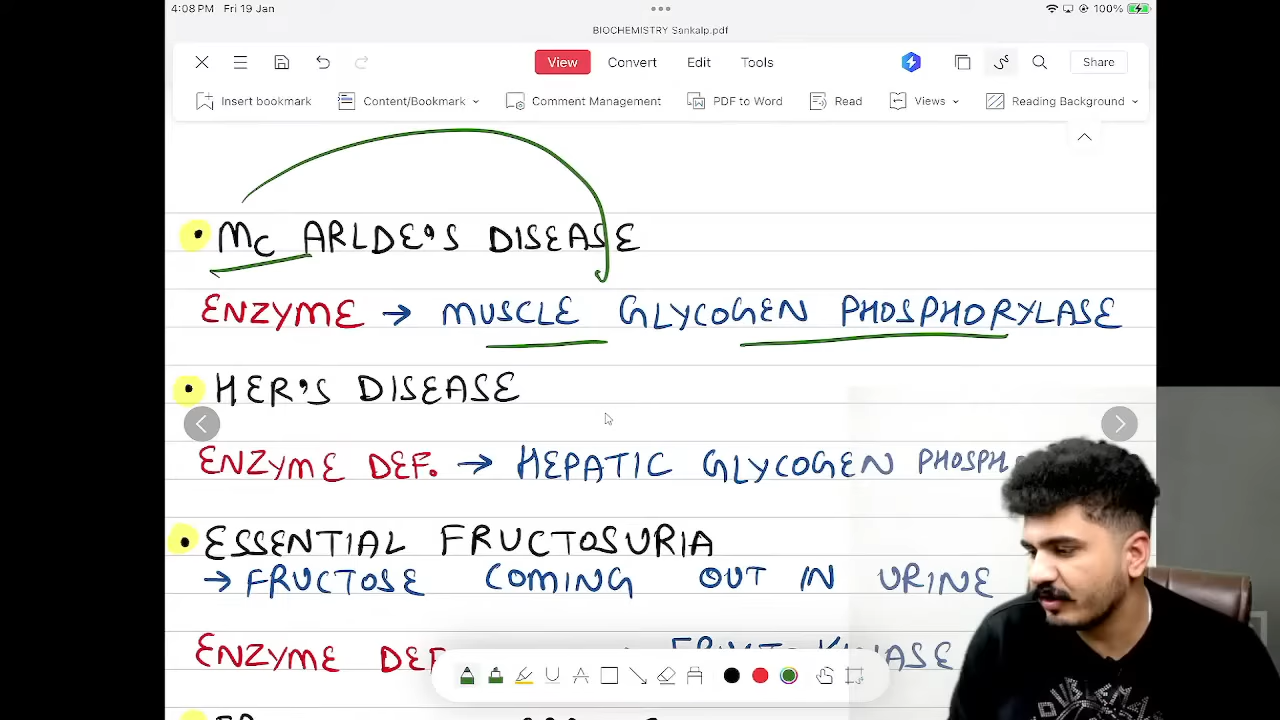 4:08 PM Fri 19 Jan
100%
BIOCHEMISTRY Sankalp.pdf
View Convert Edit Tools Share
Insert bookmark Content/Bookmark Comment Management PDF to Word Read Views Reading Background
• MC ARLDE'S DISEASE
ENZYME → MUSCLE GLYCOGEN PHOSPHORYLASE
• HER'S DISEASE
ENZYME DEF. → HEPATIC GLYCOGEN PHOSPH
• ESSENTIAL FRUCTOSURIA
→ FRUCTOSE COMING OUT IN URINE
ENZYME DEF